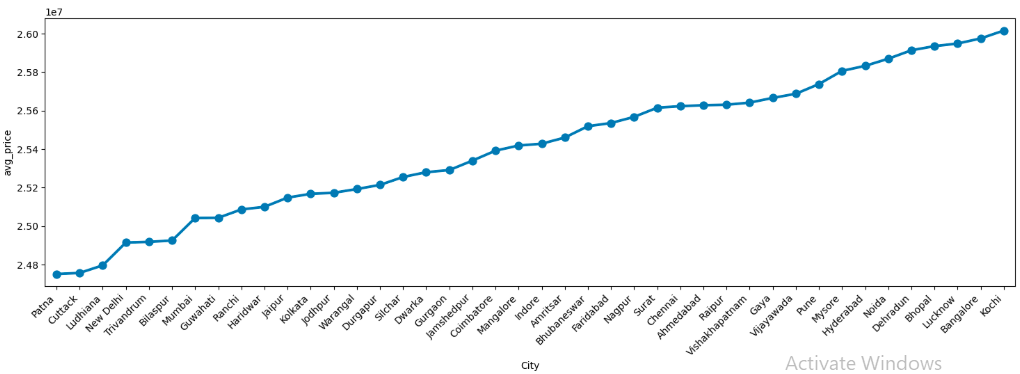 1e7
2.60
2.58
2.56
2.54
2.52
2.50
2.48
avg_price
Patna
Cuttack
Ludhiana
New Delhi
Trivandrum
Bilaspur
Mumbai
Guwahati
Ranchi
Haridwar
Jaipur
Kolkata
Jodhpur
Warangal
Durgapur
Silchar
Dwarka
Gurgaon
Jamshedpur
Coimbatore
Mangalore
Indore
Amritsar
Bhubaneswar
Faridabad
Nagpur
Surat
Chennai
Ahmedabad
Raipur
Vishakhapatnam
Gaya
Vijayawada
Pune
Mysore
Hyderabad
Noida
Dehradun
Bhopal
Lucknow
Bangalore
Kochi
City
Activate Windows